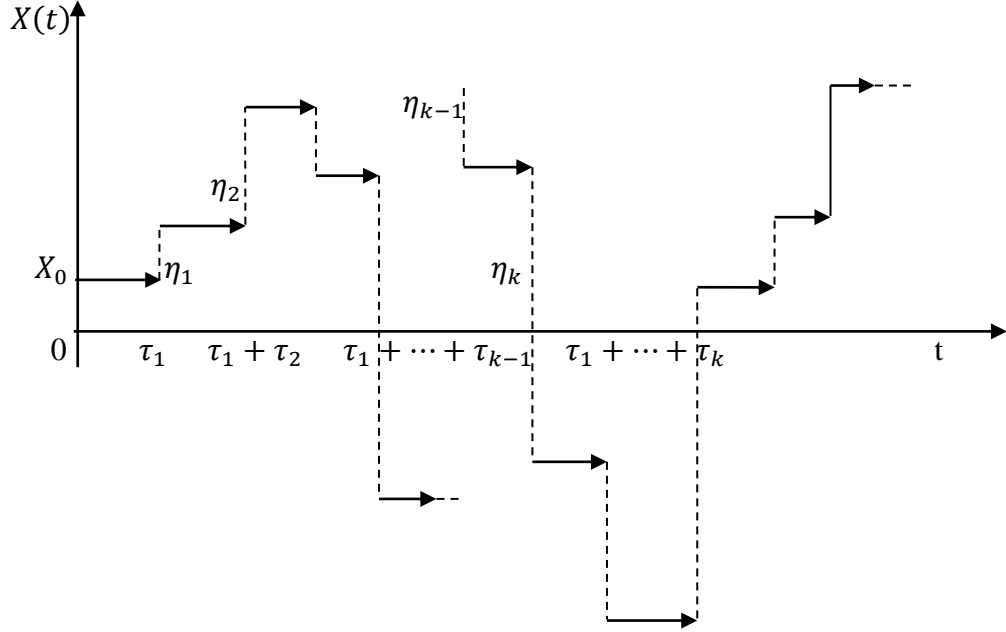 X(t)
η_{k−1}
η_2
X_0
η_1
η_k
0 τ_1 τ_1 + τ_2 τ_1 + ⋯ + τ_{k−1} τ_1 + ⋯ + τ_k t